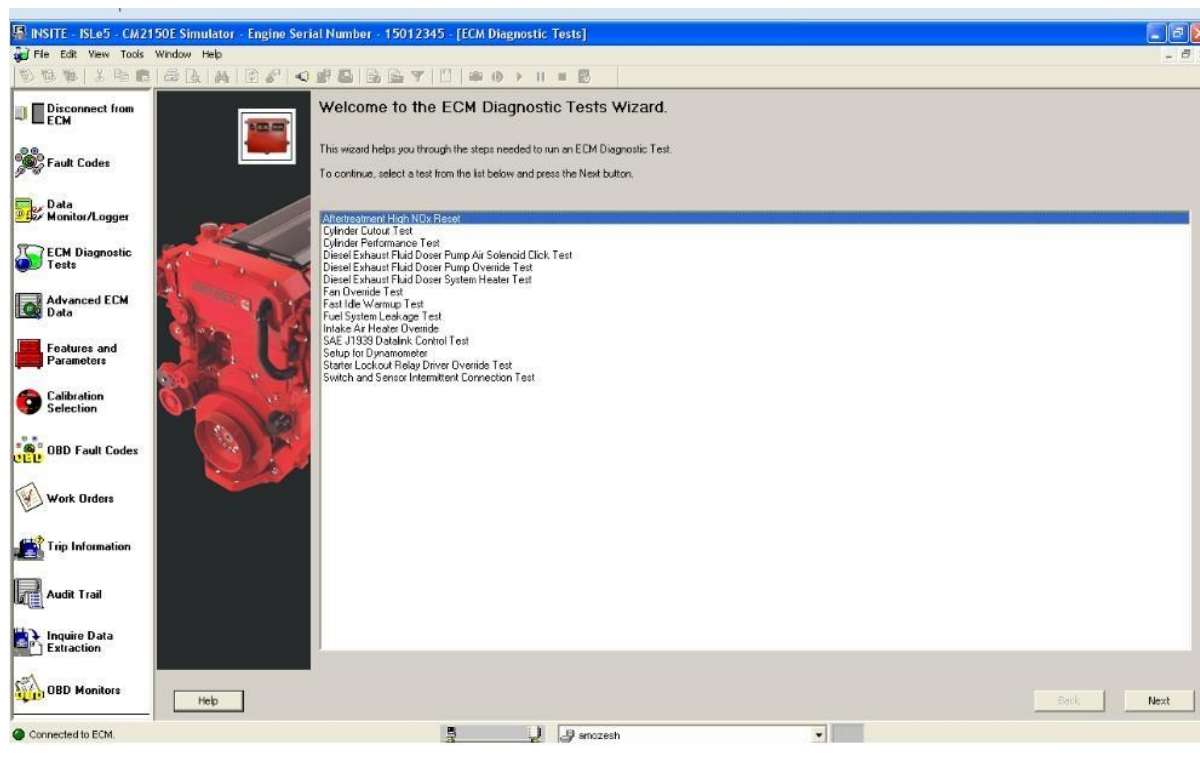 INSITE - ISLe5 - CM2150E Simulator - Engine Serial Number - 15012345 - [ECM Diagnostic Tests]
File Edit View Tools Window Help
Disconnect from
ECM
Fault Codes
Data
Monitor/Logger
ECM Diagnostic
Tests
Advanced ECM
Data
Features and
Parameters
Calibration
Selection
OBD Fault Codes
Work Orders
Trip Information
Audit Trail
Inquire Data
Extraction
OBD Monitors
Welcome to the ECM Diagnostic Tests Wizard.
This wizard helps you through the steps needed to run an ECM Diagnostic Test.
To continue, select a test from the list below and press the Next button.
Aftertreatment High NOx Reset
Cylinder Cutout Test
Cylinder Performance Test
Diesel Exhaust Fluid Doser Pump Air Solenoid Click Test
Diesel Exhaust Fluid Doser Pump Override Test
Diesel Exhaust Fluid Doser System Heater Test
Fan Override Test
Fast Idle Warmup Test
Fuel System Leakage Test
Intake Air Heater Override
SAE J1939 Datalink Control Test
Setup for Dynamometer
Starter Lockout Relay Driver Override Test
Switch and Sensor Intermittent Connection Test
Help
Back
Next
Connected to ECM.
amozesh